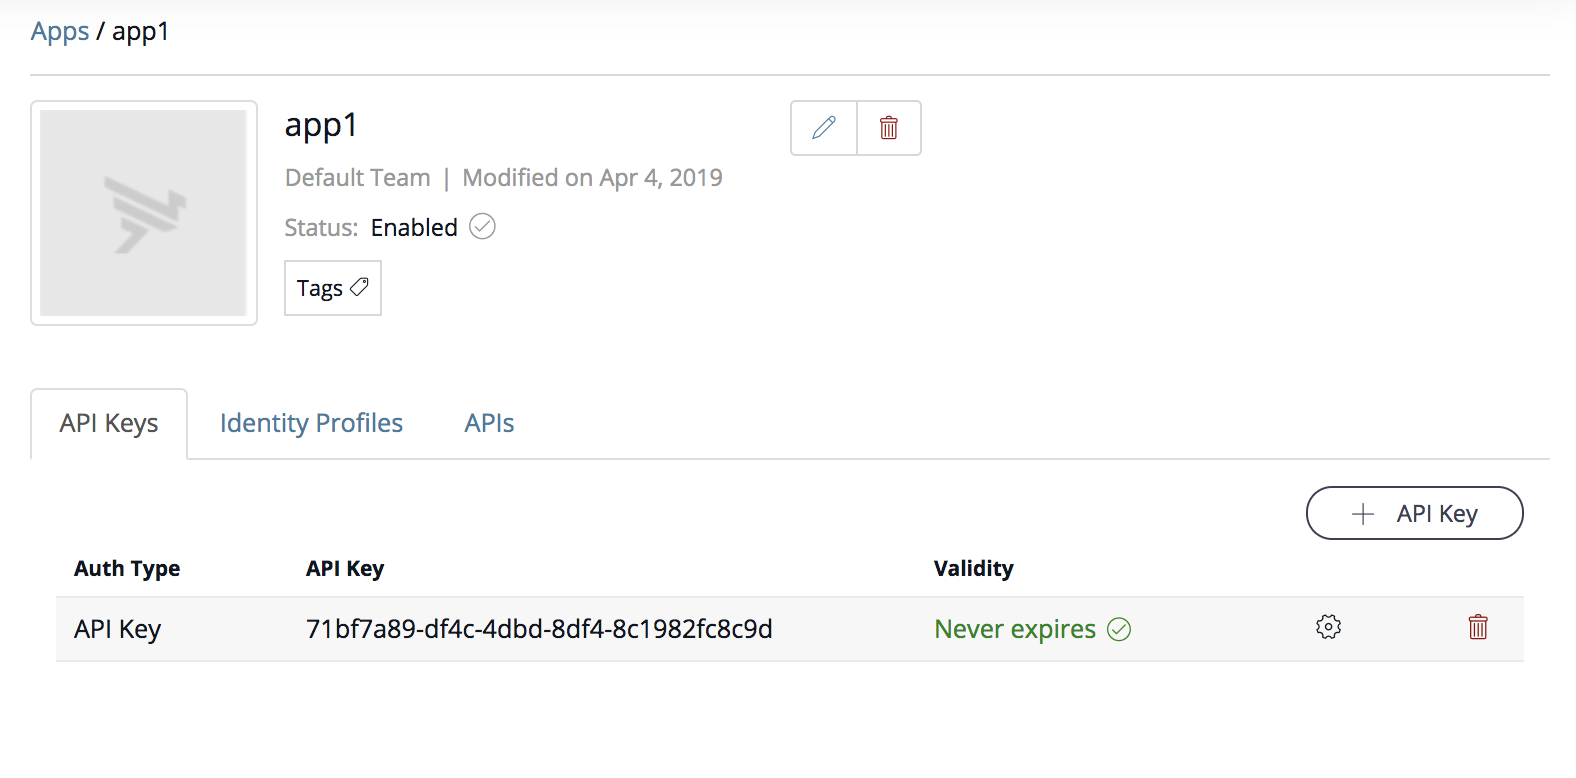 Apps / app1
app1
Default Team | Modified on Apr 4, 2019
Status: Enabled
Tags
API Keys Identity Profiles APIs
API Key
Auth Type API Key Validity
API Key 71bf7a89-df4c-4dbd-8df4-8c1982fc8c9d Never expires